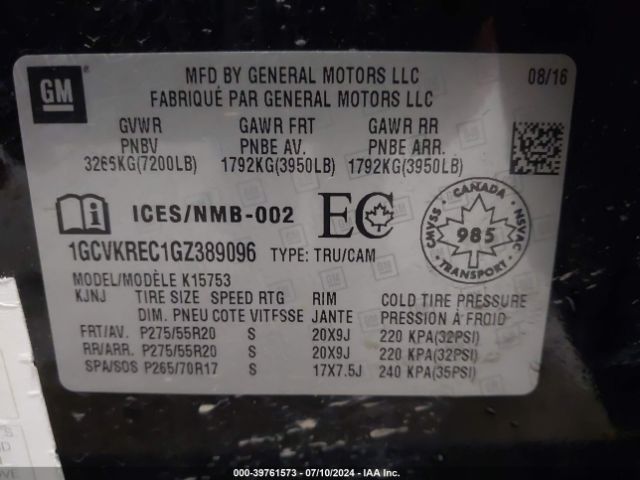 GM
MFD BY GENERAL MOTORS LLC
FABRIQUÉ PAR GENERAL MOTORS LLC
08/16
GVWR GAWR FRT GAWR RR
PNBV PNBE AV. PNBE ARR.
3265KG(7200LB) 1792KG(3950LB) 1792KG(3950LB)
ICES/NMB-002 EC
CANADA CMVSS 985 NSVAC TRANSPORT
1GCVKREC1GZ389096 TYPE: TRU/CAM
MODEL/MODÈLE K15753
KJNJ TIRE SIZE SPEED RTG RIM COLD TIRE PRESSURE
DIM. PNEU COTE VITFSSE JANTE PRESSION À FROID
FRT/AV. P275/55R20 S 20X9J 220 KPA(32PSI)
RR/ARR. P275/55R20 S 20X9J 220 KPA(32PSI)
SPA/SOS P265/70R17 S 17X7.5J 240 KPA(35PSI)
000-39761573 - 07/10/2024 - IAA Inc.